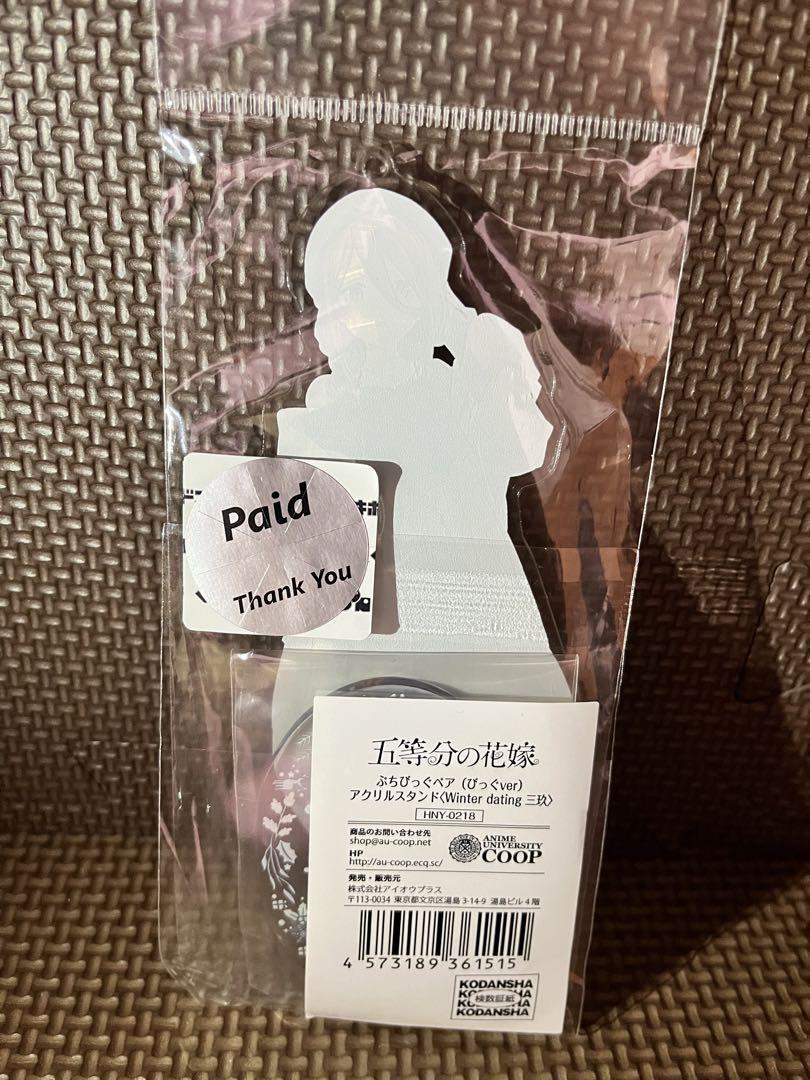 Paid
Thank You
五等分の花嫁
ぷちびっぐペア（びっぐver）
アクリルスタンド〈Winter dating 三玖〉
HNY-0218
商品のお問い合わせ先
shop@au-coop.net
HP
http://au-coop.ecq.sc/
ANIME
UNIVERSITY
COOP
発売・販売元
株式会社アイオウプラス
〒113-0034 東京都文京区湯島 3-14-9 湯島ビル 4 階
4 573189 361515
KODANSHA
検数証紙
KODANSHA